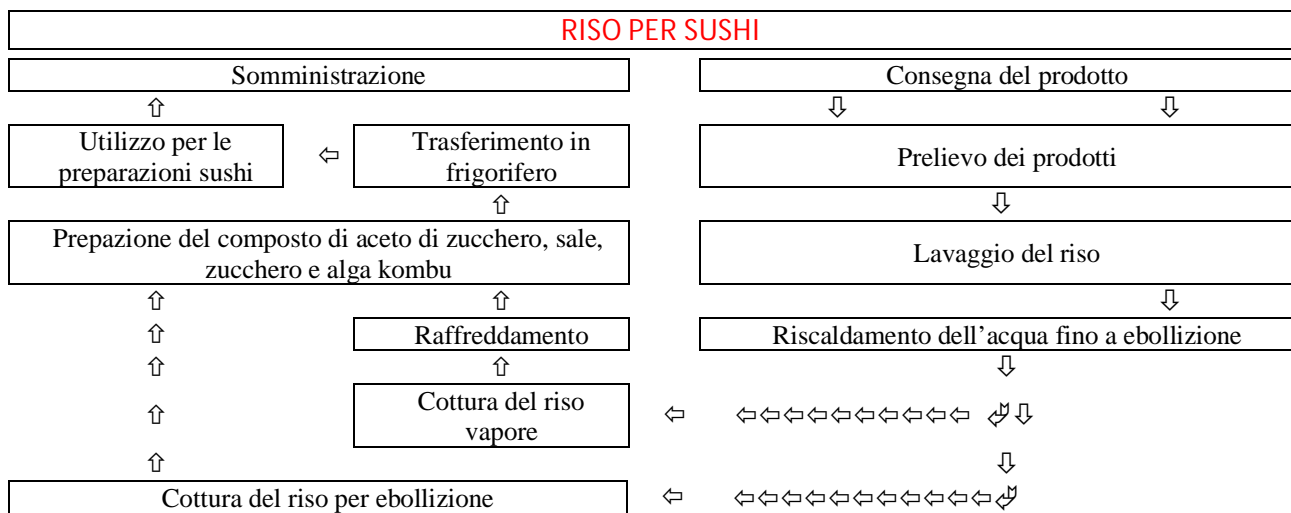 RISO PER SUSHI
Somministrazione
Consegna del prodotto
Utilizzo per le
preparazioni sushi
Trasferimento in
frigorifero
Prelievo dei prodotti
Prepazione del composto di aceto di zucchero, sale,
zucchero e alga kombu
Lavaggio del riso
Raffreddamento
Riscaldamento dell’acqua fino a ebollizione
Cottura del riso
vapore
Cottura del riso per ebollizione